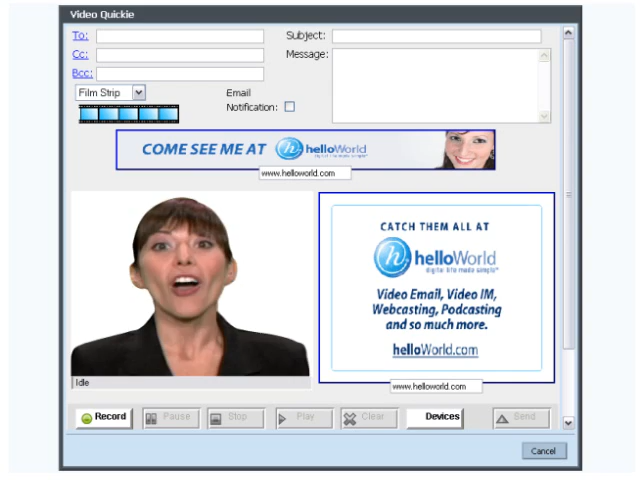 Video Quickie
To:
Subject:
Cc:
Message:
Bcc:
Film Strip
Email
Notification:
COME SEE ME AT helloWorld
digital life made simple
www.helloworld.com
CATCH THEM ALL AT
helloWorld
digital life made simple
Video Email, Video IM,
Webcasting, Podcasting
and so much more.
helloWorld.com
Idle
www.helloworld.com
Record Pause Stop Play Clear Devices Send
Cancel